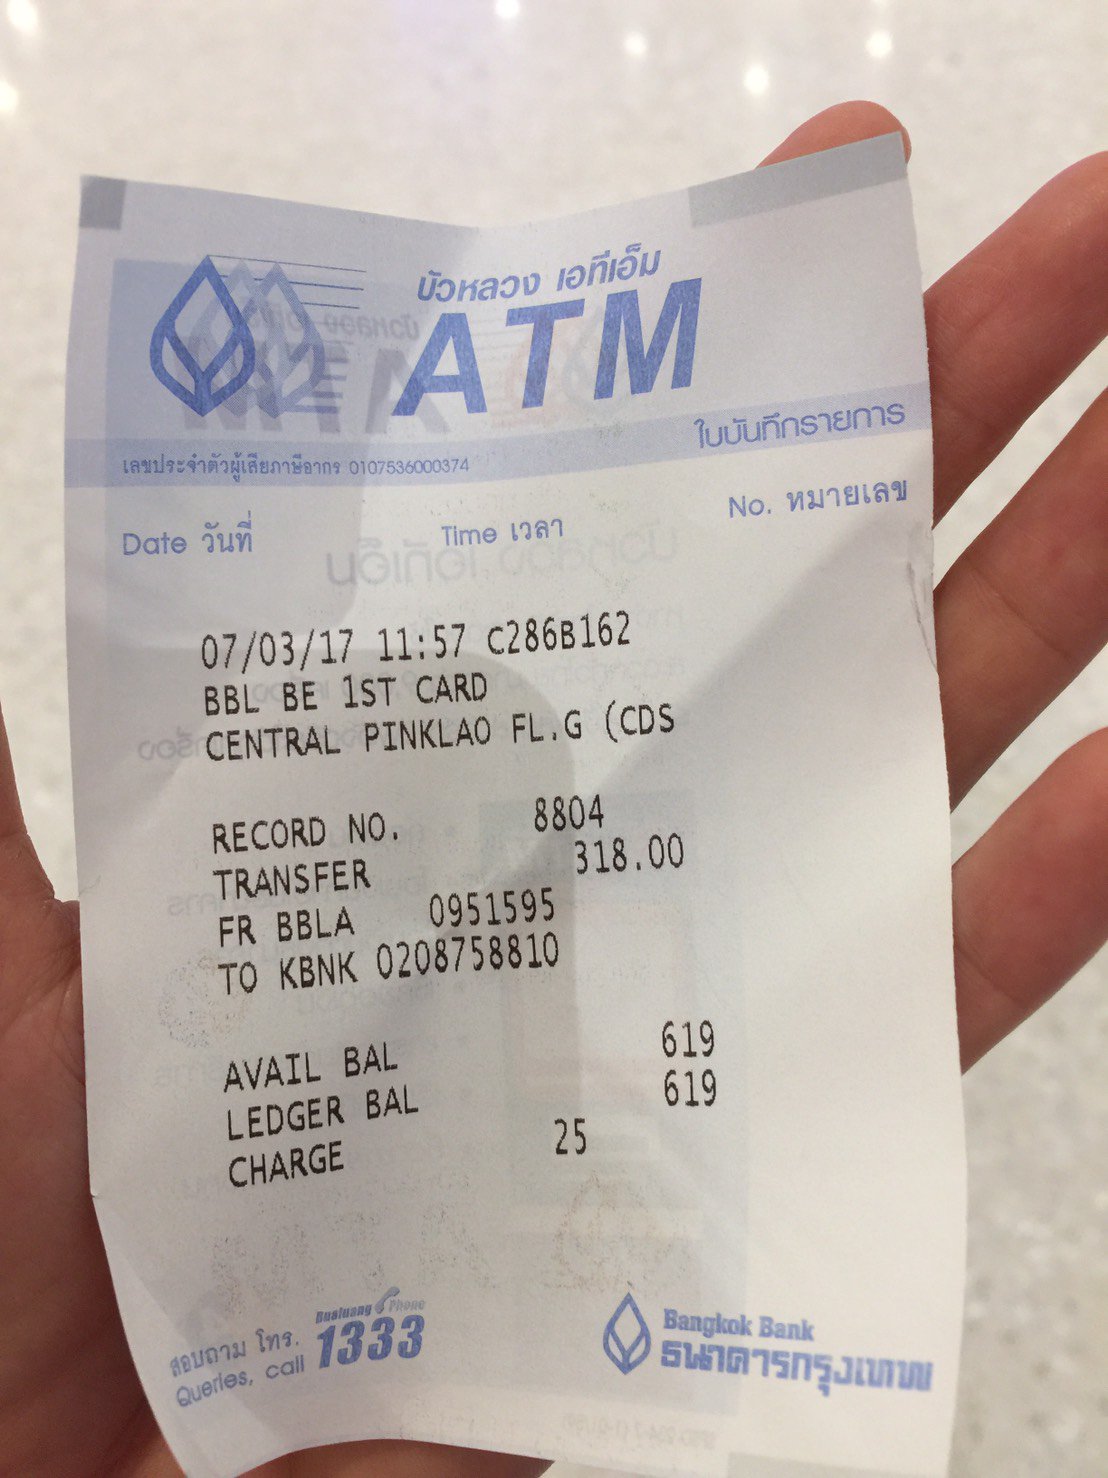 บัวหลวง เอทีเอ็ม
ATM
ใบบันทึกรายการ
เลขประจำตัวผู้เสียภาษีอากร 0107536000374
Date วันที่ Time เวลา No. หมายเลข
07/03/17 11:57 C286B162
BBL BE 1ST CARD
CENTRAL PINKLAO FL.G (CDS
RECORD NO. 8804
TRANSFER 318.00
FR BBLA 0951595
TO KBNK 0208758810
AVAIL BAL 619
LEDGER BAL 619
CHARGE 25
Bualuang Phone
สอบถาม โทร. 1333
Queries, call
Bangkok Bank
ธนาคารกรุงเทพ